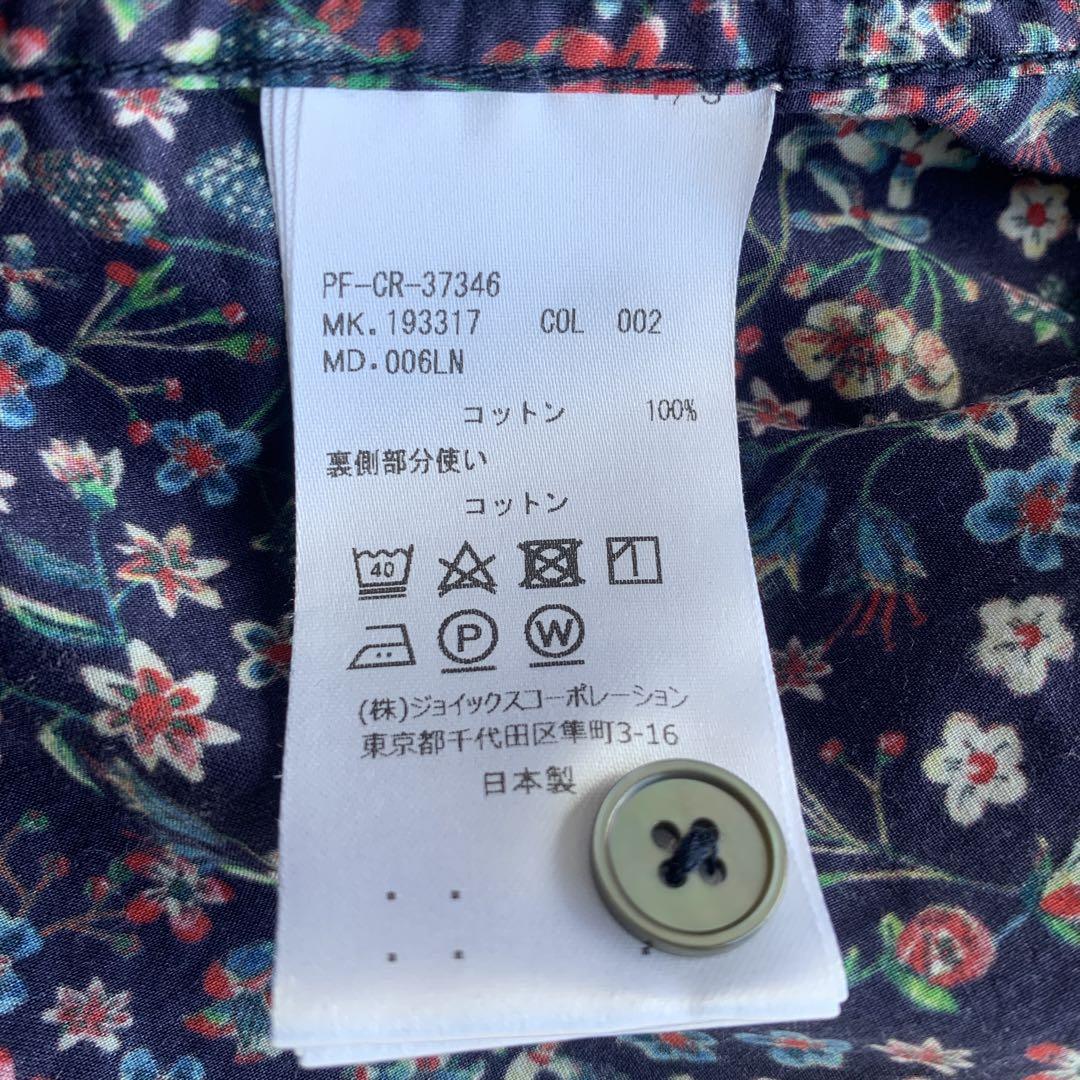 PF-CR-37346
MK.193317 COL 002
MD.006LN
コットン 100%
裏側部分使い
コットン
40
P W
(株)ジョイックスコーポレーション
東京都千代田区隼町3-16
日本製